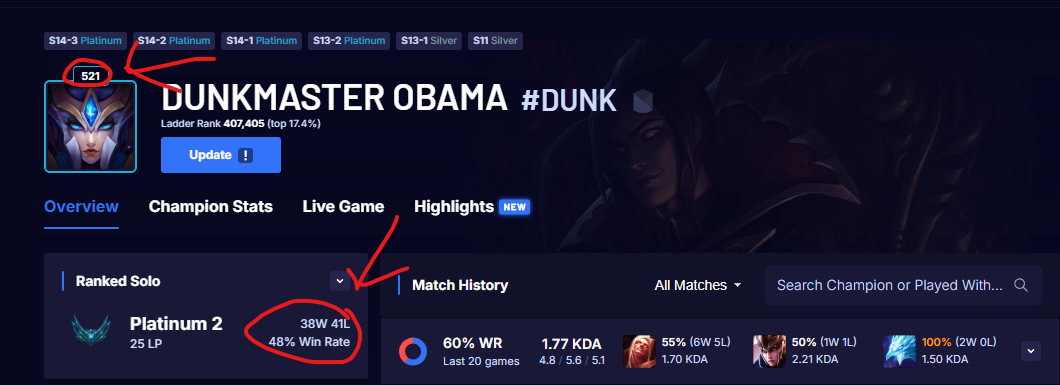 S14-3 Platinum S14-2 Platinum S14-1 Platinum S13-2 Platinum S13-1 Silver S11 Silver
521
DUNKMASTER OBAMA #DUNK
Ladder Rank 407,405 (top 17.4%)
Update !
Overview Champion Stats Live Game Highlights NEW
Ranked Solo
Platinum 2
25 LP
38W 41L
48% Win Rate
Match History All Matches Search Champion or Played With...
60% WR
Last 20 games
1.77 KDA
4.8 / 5.6 / 5.1
55% (6W 5L)
1.70 KDA
50% (1W 1L)
2.21 KDA
100% (2W 0L)
1.50 KDA